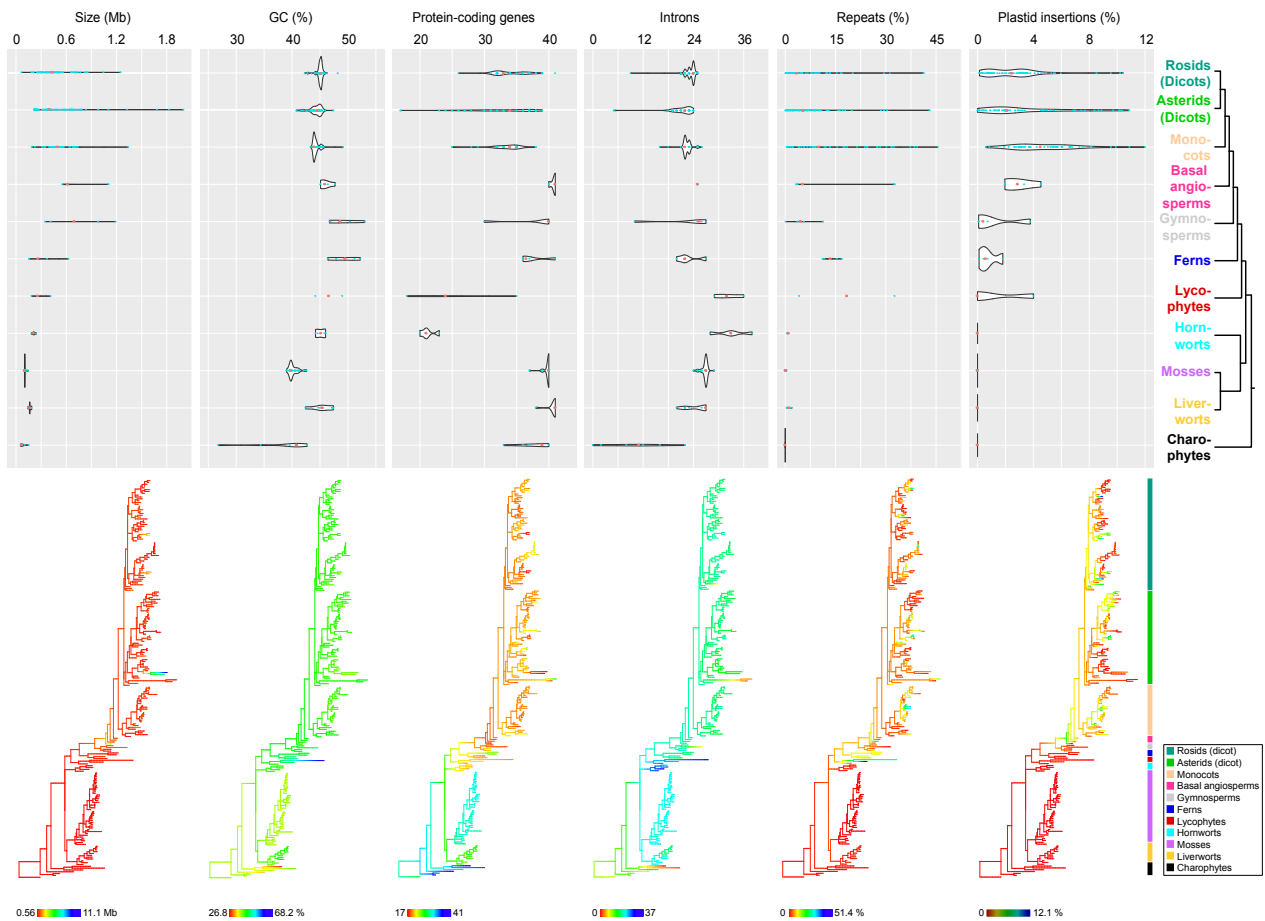 Size (Mb) GC (%) Protein-coding genes Introns Repeats (%) Plastid insertions (%)
0 0.6 1.2 1.8 30 40 50 20 30 40 0 12 24 36 0 15 30 45 0 2 4 6 8 10 12
Rosids
(Dicots)
Asterids
(Dicots)
Mono-
cots
Basal
angio-
sperms
Gymno-
sperms
Ferns
Lyco-
phytes
Horn-
worts
Mosses
Liver-
worts
Charo-
phytes
Rosids (dicot)
Asterids (dicot)
Monocots
Basal angiosperms
Gymnosperms
Ferns
Lycophytes
Hornworts
Mosses
Liverworts
Charophytes
0.56 11.1 Mb 26.8 68.2 % 17 41 0 37 0 51.4 % 0 12.1 %